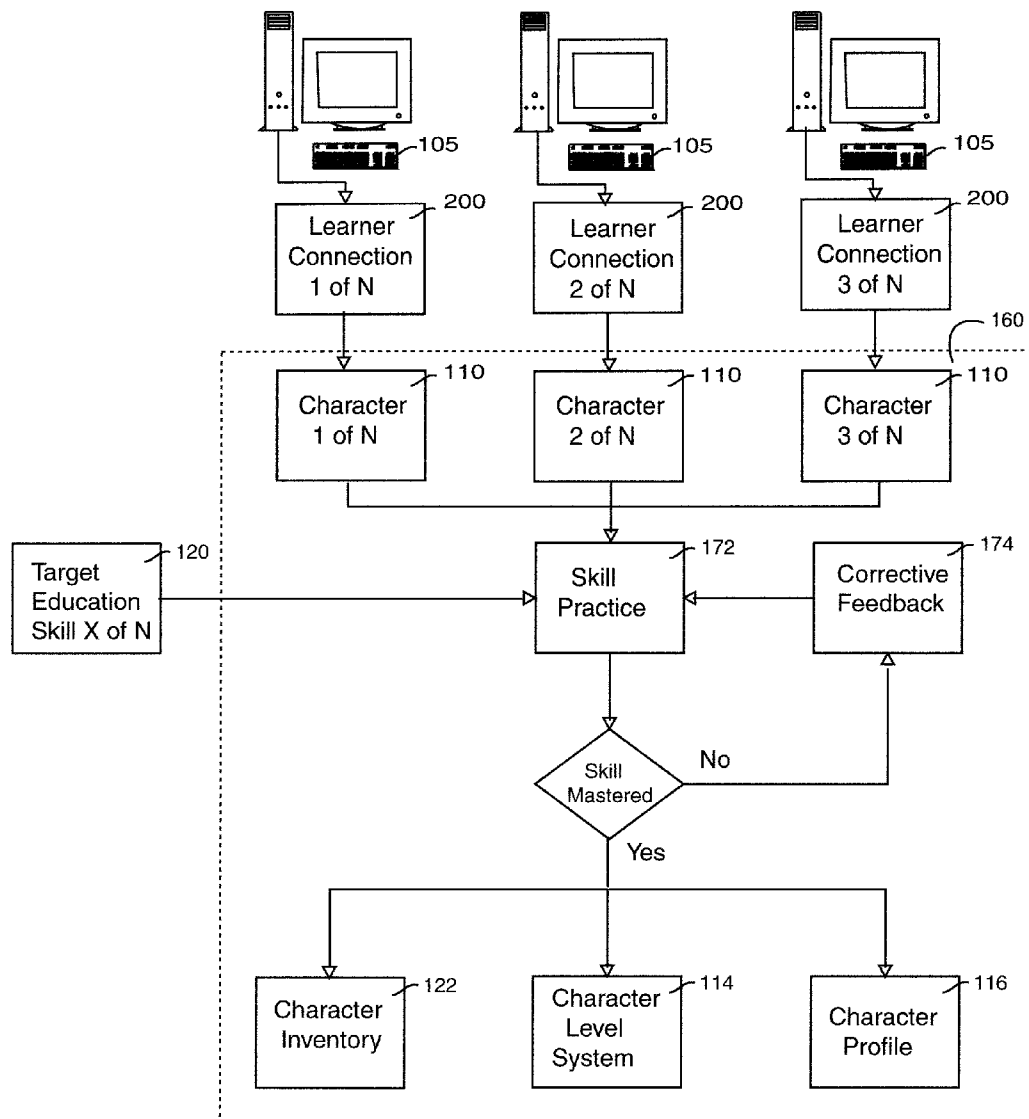 105
105
105
200
200
200
Learner
Connection
1 of N
Learner
Connection
2 of N
Learner
Connection
3 of N
160
110
110
110
Character
1 of N
Character
2 of N
Character
3 of N
120
172
174
Target
Education
Skill X of N
Skill
Practice
Corrective
Feedback
Skill
Mastered
No
Yes
122
114
116
Character
Inventory
Character
Level
System
Character
Profile